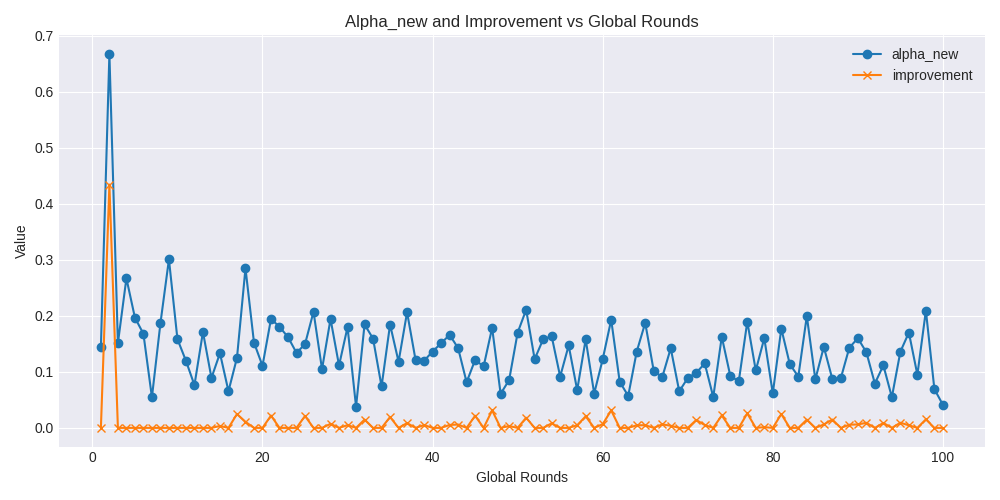 Alpha_new and Improvement vs Global Rounds
alpha_new
improvement
Value
0.7
0.6
0.5
0.4
0.3
0.2
0.1
0.0
0 20 40 60 80 100
Global Rounds